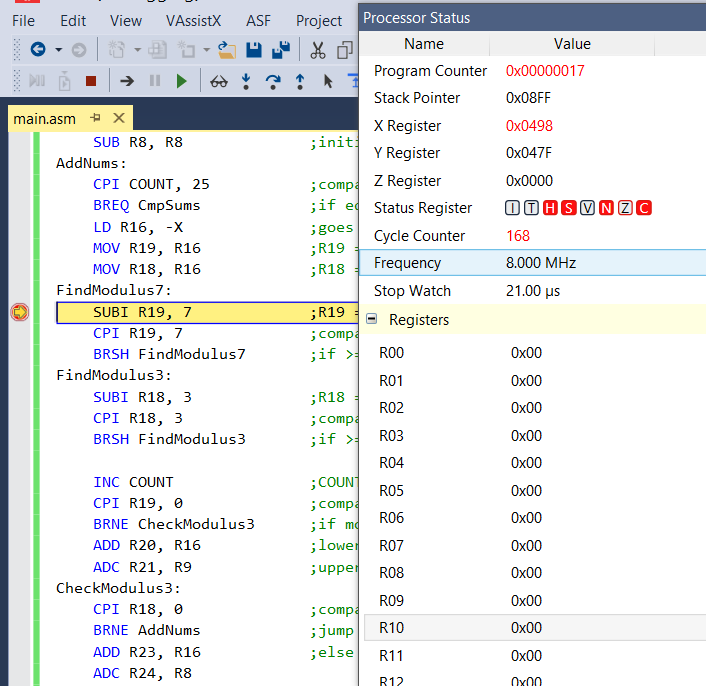 File Edit View VAssistX ASF Project
main.asm
SUB R8, R8 ;initi
AddNums:
CPI COUNT, 25 ;compa
BREQ CmpSums ;if eq
LD R16, -X ;goes
MOV R19, R16 ;R19 =
MOV R18, R16 ;R18 =
FindModulus7:
SUBI R19, 7 ;R19 =
CPI R19, 7 ;compa
BRSH FindModulus7 ;if >=
FindModulus3:
SUBI R18, 3 ;R18 =
CPI R18, 3 ;compa
BRSH FindModulus3 ;if >=
INC COUNT ;COUNT
CPI R19, 0 ;compa
BRNE CheckModulus3 ;if mo
ADD R20, R16 ;lower
ADC R21, R9 ;upper
CheckModulus3:
CPI R18, 0 ;compa
BRNE AddNums ;jump
ADD R23, R16 ;else
ADC R24, R8
Processor Status
Name Value
Program Counter 0x00000017
Stack Pointer 0x08FF
X Register 0x0498
Y Register 0x047F
Z Register 0x0000
Status Register I T H S V N Z C
Cycle Counter 168
Frequency 8.000 MHz
Stop Watch 21.00 µs
Registers
R00 0x00
R01 0x00
R02 0x00
R03 0x00
R04 0x00
R05 0x00
R06 0x00
R07 0x00
R08 0x00
R09 0x00
R10 0x00
R11 0x00
R12 0x00